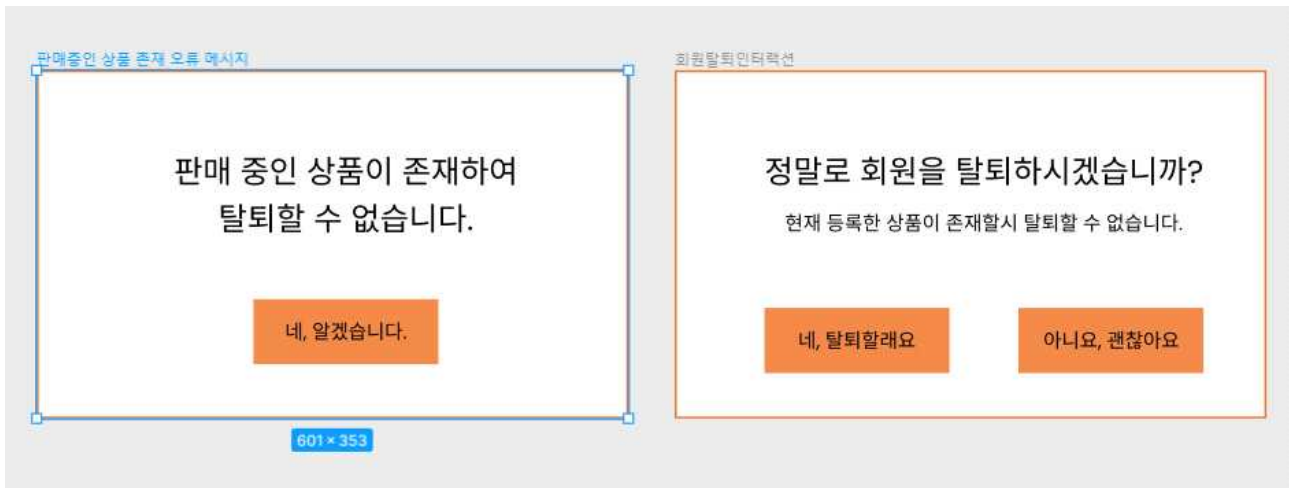 판매중인 상품 존재 오류 메시지
판매 중인 상품이 존재하여
탈퇴할 수 없습니다.
네, 알겠습니다.
601 × 353
회원탈퇴인터랙션
정말로 회원을 탈퇴하시겠습니까?
현재 등록한 상품이 존재할시 탈퇴할 수 없습니다.
네, 탈퇴할래요
아니요, 괜찮아요